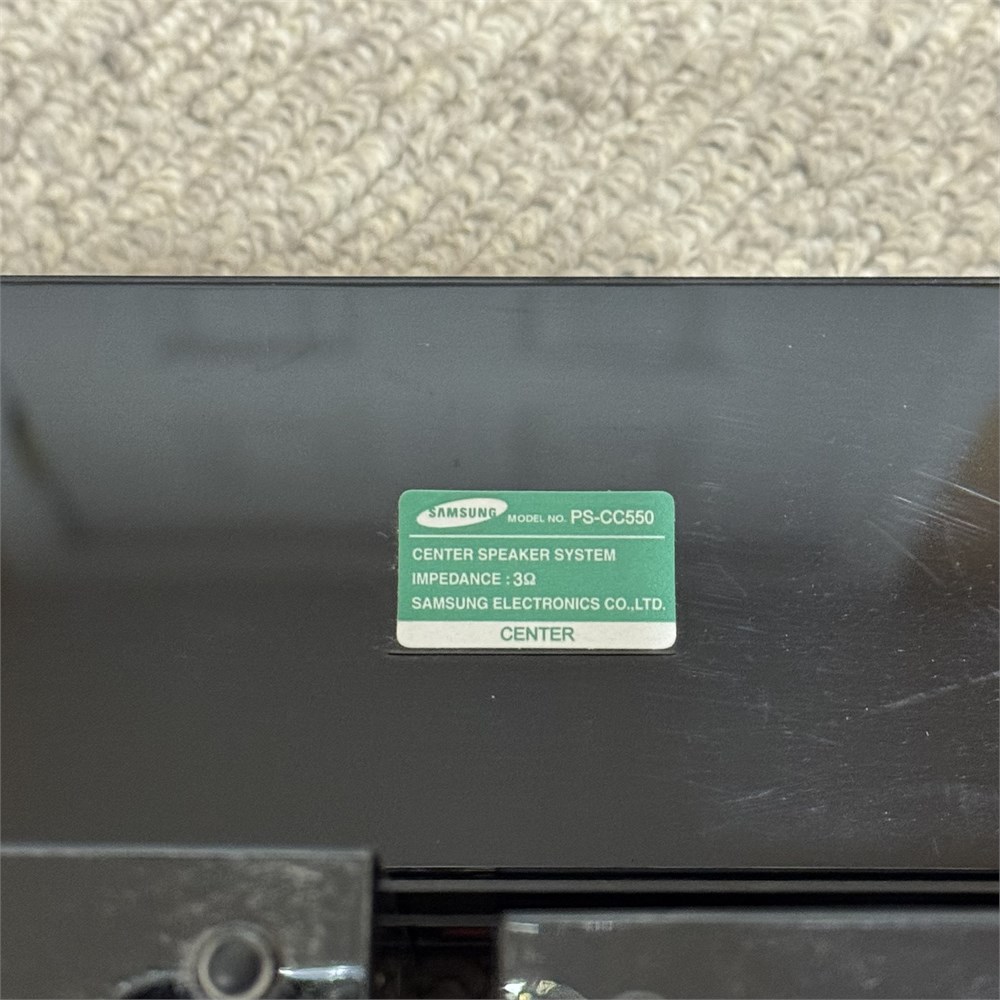 SAMSUNG MODEL NO. PS-CC550
CENTER SPEAKER SYSTEM
IMPEDANCE : 3Ω
SAMSUNG ELECTRONICS CO.,LTD.
CENTER